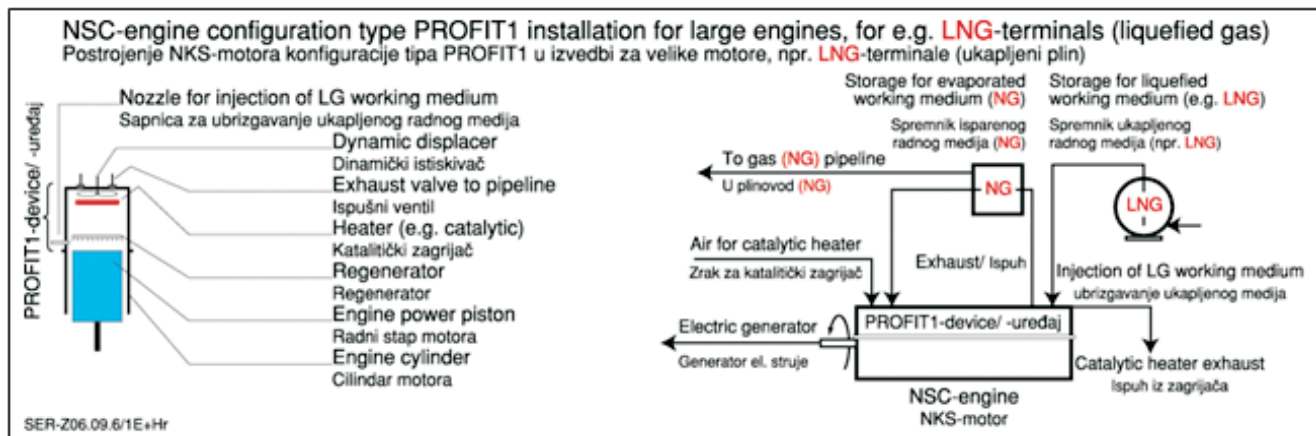 NSC-engine configuration type PROFIT1 installation for large engines, for e.g. LNG-terminals (liquefied gas)
Postrojenje NKS-motora konfiguracije tipa PROFIT1 u izvedbi za velike motore, npr. LNG-terminale (ukapljeni plin)
PROFIT1-device/ -uređaj
Nozzle for injection of LG working medium
Sapnica za ubrizgavanje ukapljenog radnog medija
Dynamic displacer
Dinamički istiskivač
Exhaust valve to pipeline
Ispušni ventil
Heater (e.g. catalytic)
Katalitički zagrijač
Regenerator
Regenerator
Engine power piston
Radni stap motora
Engine cylinder
Cilindar motora
SER-Z06.09.6/1E+Hr
Storage for evaporated
working medium (NG)
Spremnik isparenog
radnog medija (NG)
Storage for liquefied
working medium (e.g. LNG)
Spremnik ukapljenog
radnog medija (npr. LNG)
To gas (NG) pipeline
U plinovod (NG)
NG
LNG
Air for catalytic heater
Zrak za katalitički zagrijač
Exhaust/ Ispuh
Injection of LG working medium
ubrizgavanje ukapljenog medija
PROFIT1-device/ -uređaj
Electric generator
Generator el. struje
Catalytic heater exhaust
Ispuh iz zagrijača
NSC-engine
NKS-motor